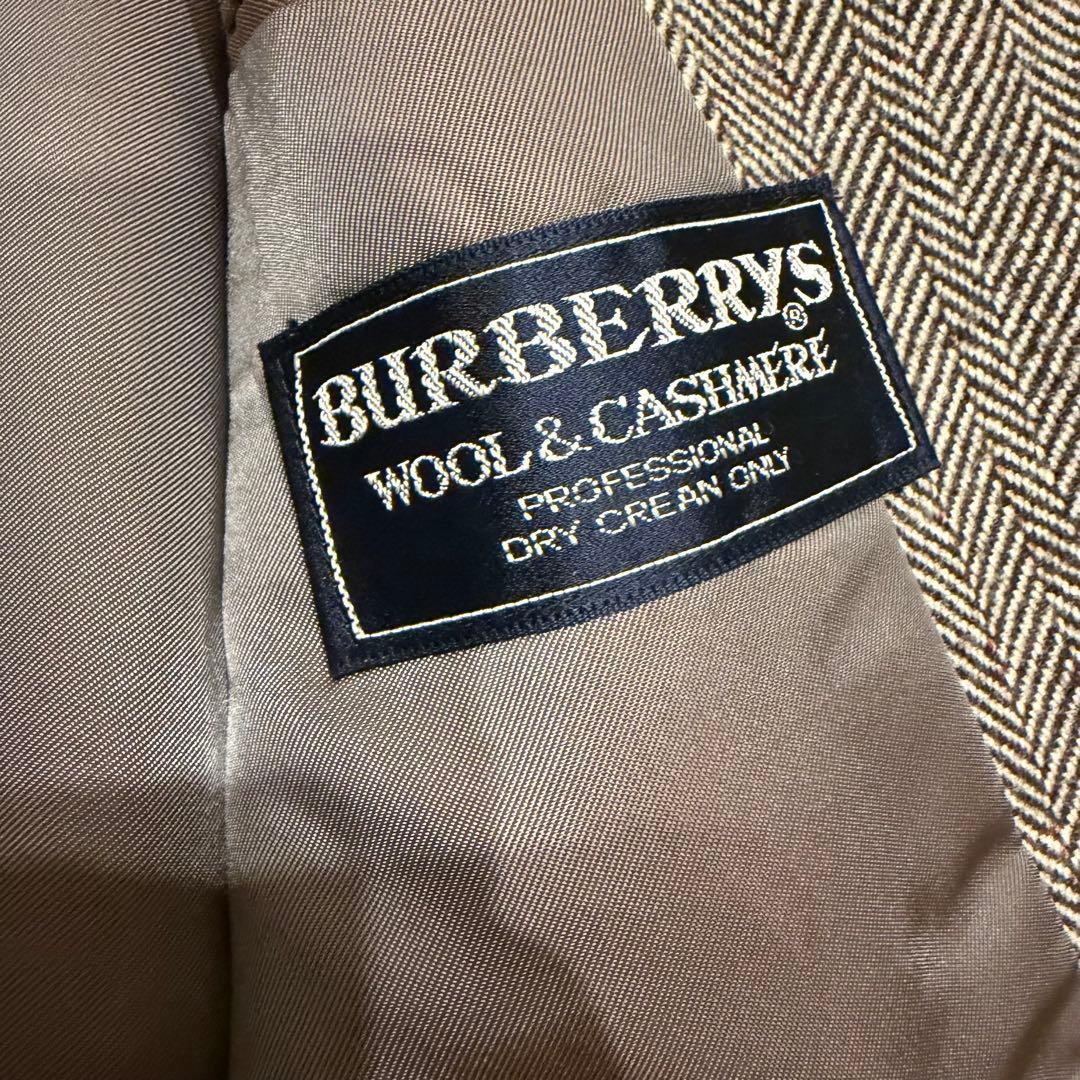 BURBERRYS®
WOOL & CASHMERE
PROFESSIONAL
DRY CREAN ONLY